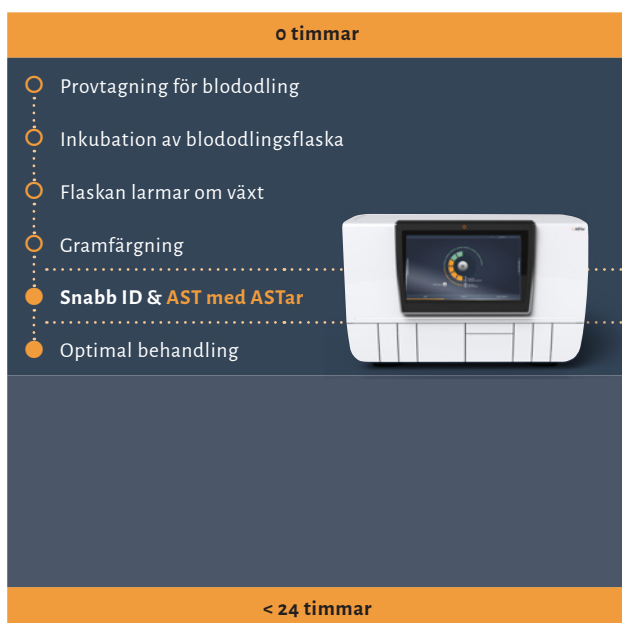 0 timmar
Provtagning för blododling
Inkubation av blododlingsflaska
Flaskan larmar om växt
Gramfärgning
Snabb ID & AST med ASTar
Optimal behandling
< 24 timmar